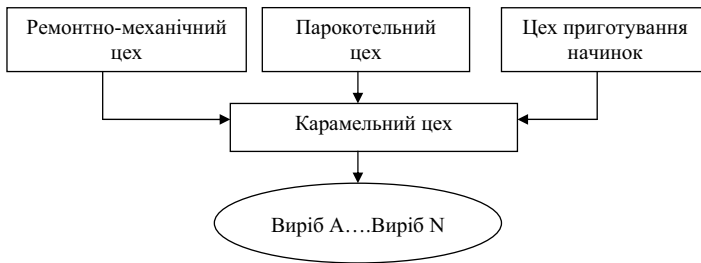 Ремонтно-механічний
цех
Парокотельний
цех
Цех приготування
начинок
Карамельний цех
Виріб А….Виріб N